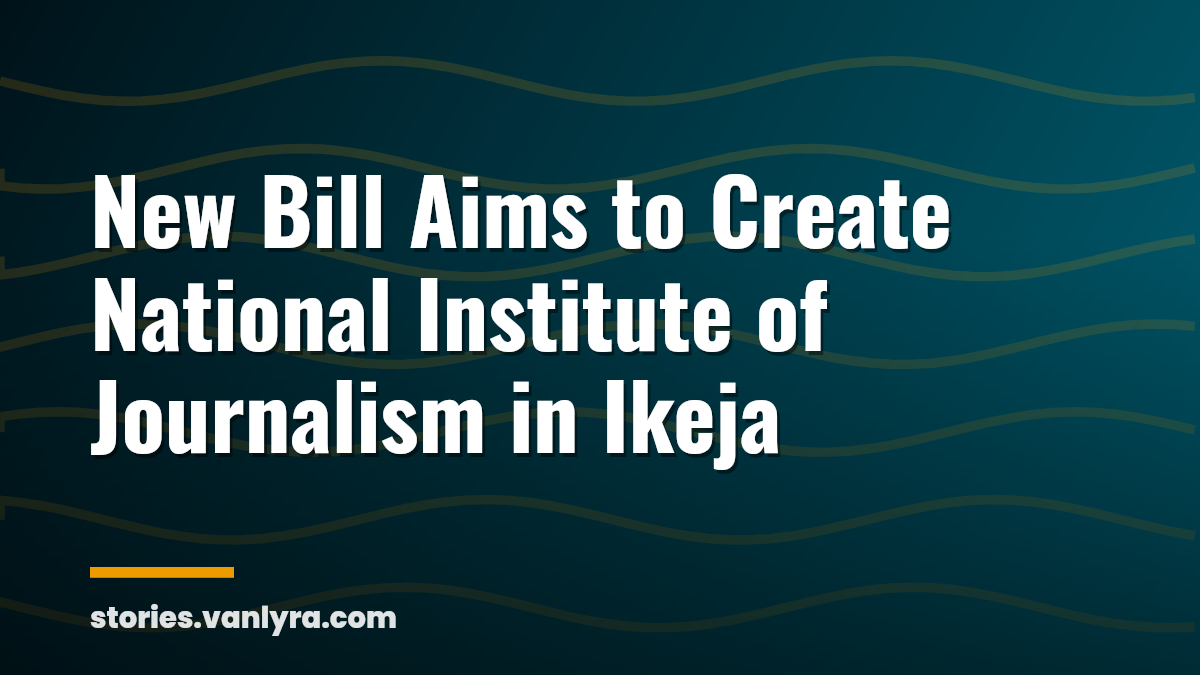 New Bill Aims to Create
National Institute of
Journalism in Ikeja
stories.vanlyra.com